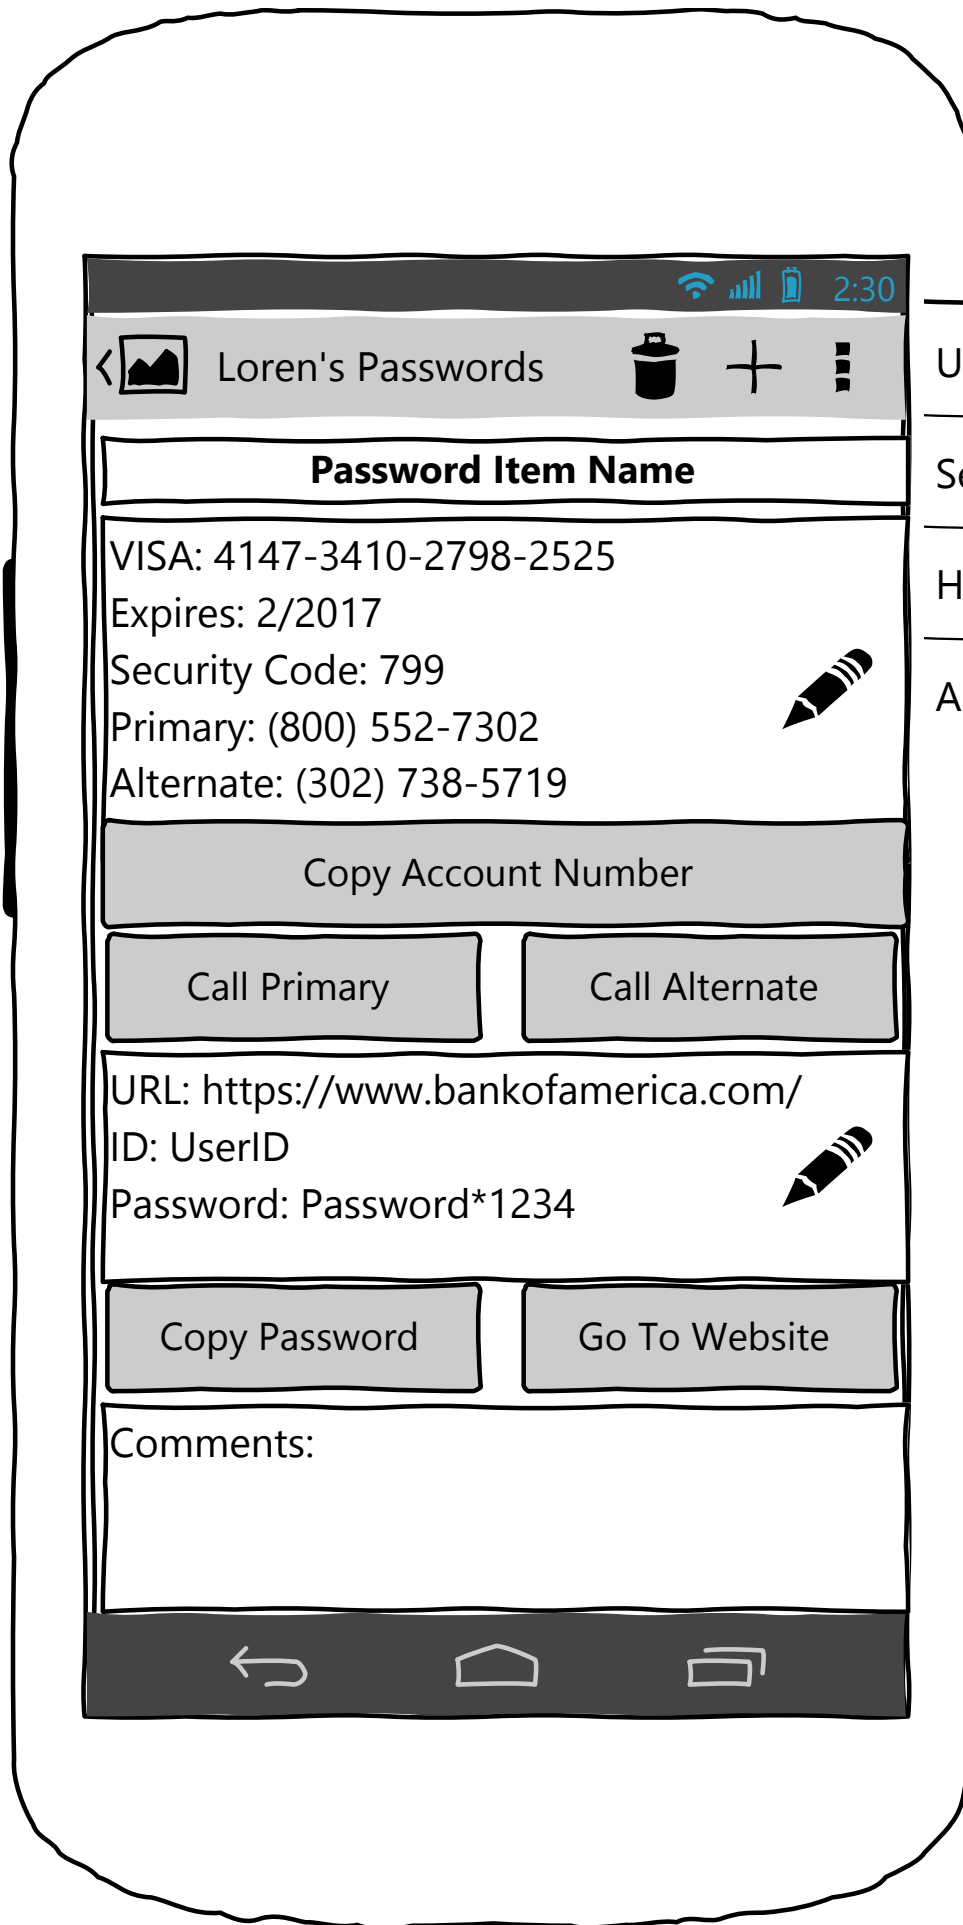 2:30
Loren's Passwords
Password Item Name
VISA: 4147-3410-2798-2525
Expires: 2/2017
Security Code: 799
Primary: (800) 552-7302
Alternate: (302) 738-5719
Copy Account Number
Call Primary
Call Alternate
URL: https://www.bankofamerica.com/
ID: UserID
Password: Password*1234
Copy Password
Go To Website
Comments: